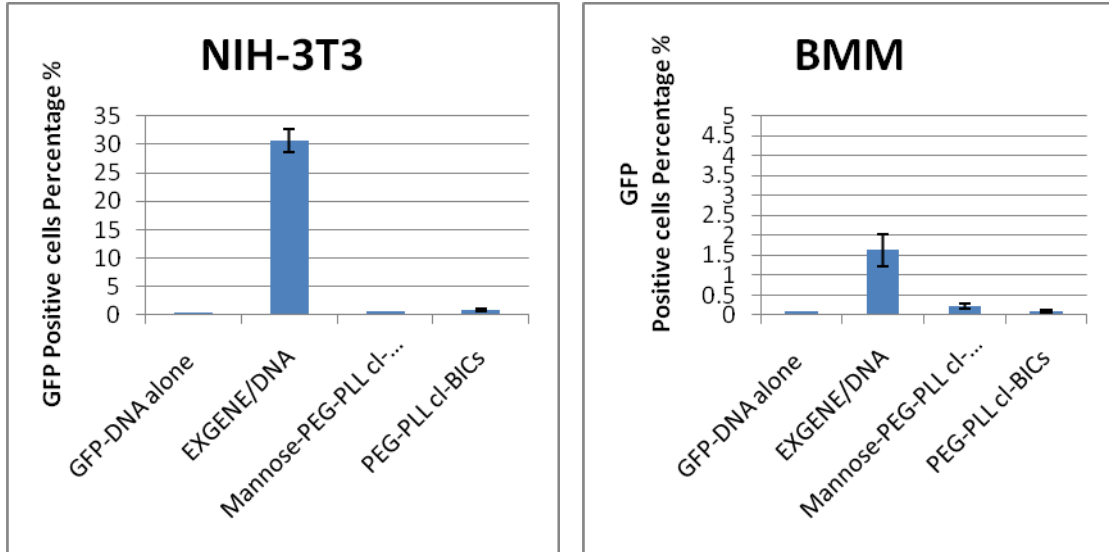 NIH-3T3
GFP Positive cells Percentage %
35
30
25
20
15
10
5
0
GFP-DNA alone
EXGENE/DNA
Mannose-PEG-PLL cl-...
PEG-PLL cl-BICs
BMM
GFP
Positive cells Percentage %
5
4.5
4
3.5
3
2.5
2
1.5
1
0.5
0
GFP-DNA alone
EXGENE/DNA
Mannose-PEG-PLL cl-...
PEG-PLL cl-BICs